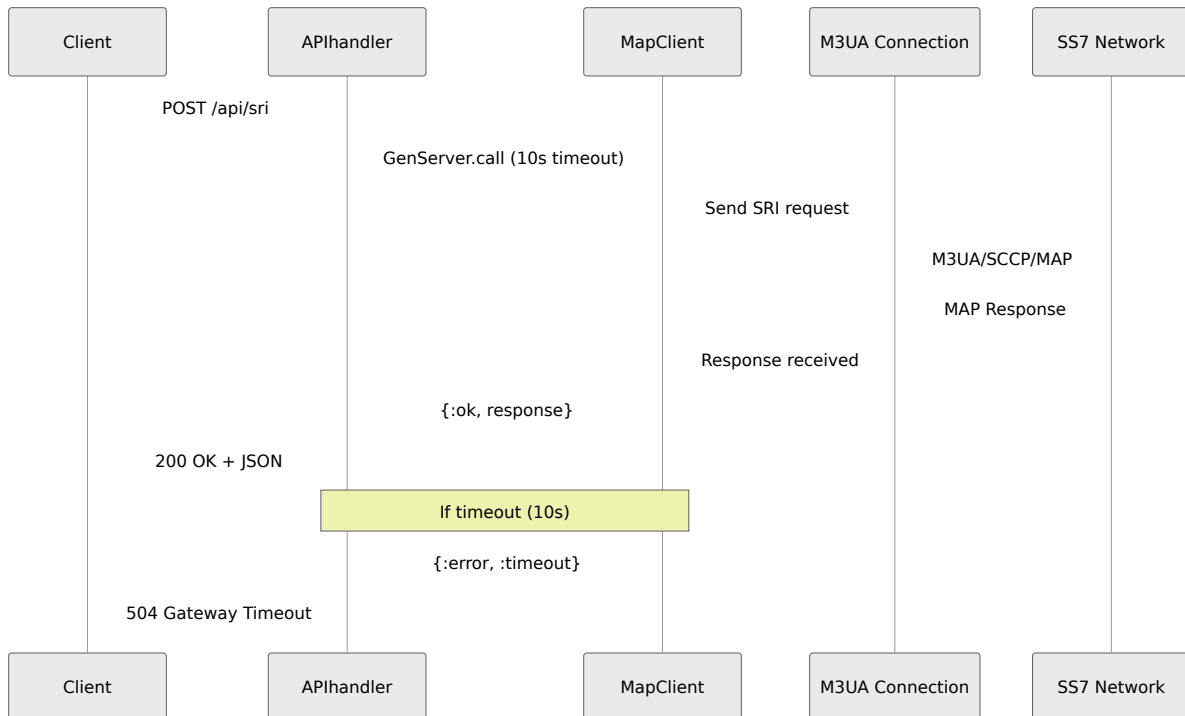 Client
APIhandler
MapClient
M3UA Connection
SS7 Network
POST /api/sri
GenServer.call (10s timeout)
Send SRI request
M3UA/SCCP/MAP
MAP Response
Response received
{:ok, response}
200 OK + JSON
If timeout (10s)
{:error, :timeout}
504 Gateway Timeout
Client
APIhandler
MapClient
M3UA Connection
SS7 Network